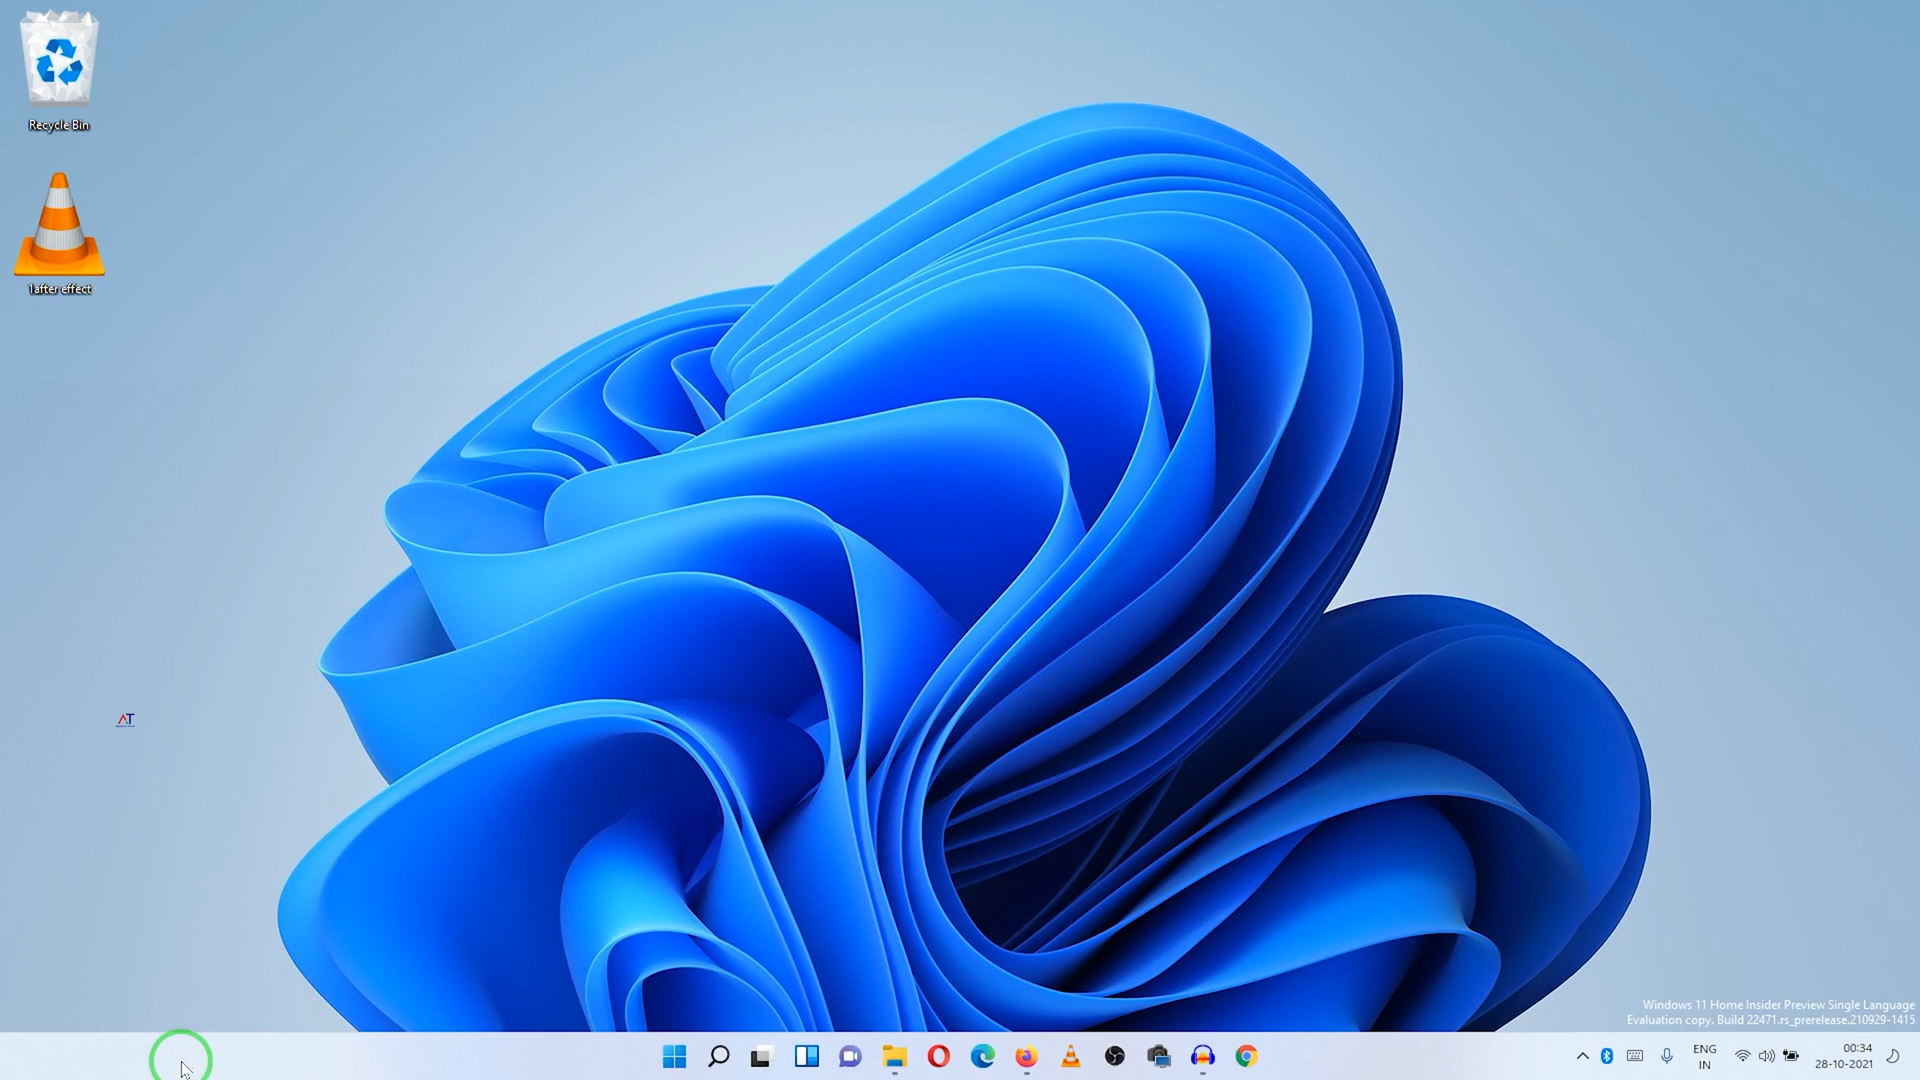 Recycle Bin
1after effect
AT
Windows 11 Home Insider Preview Single Language
Evaluation copy. Build 22471.rs_prerelease.210929-1415
ENG
IN
00:34
28-10-2021